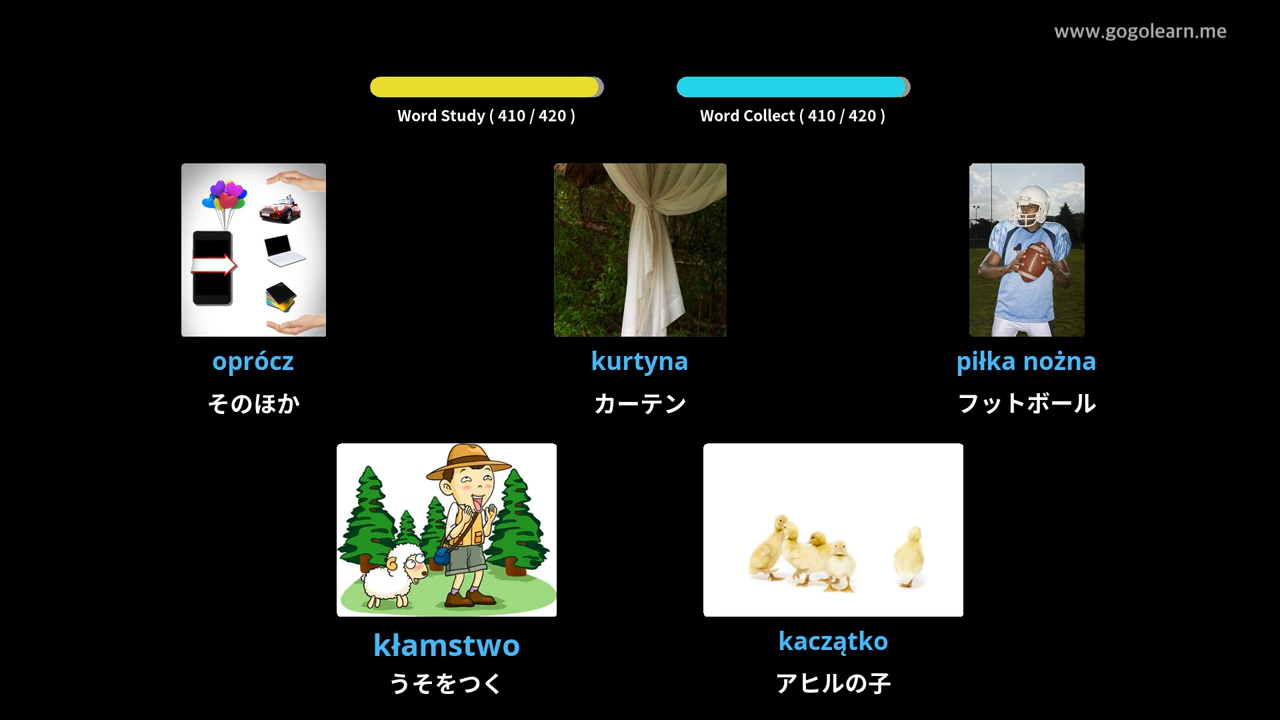 www.gogolearn.me
Word Study ( 410 / 420 )
Word Collect ( 410 / 420 )
oprócz
kurtyna
piłka nożna
そのほか
カーテン
フットボール
kłamstwo
kaczątko
うそをつく
アヒルの子